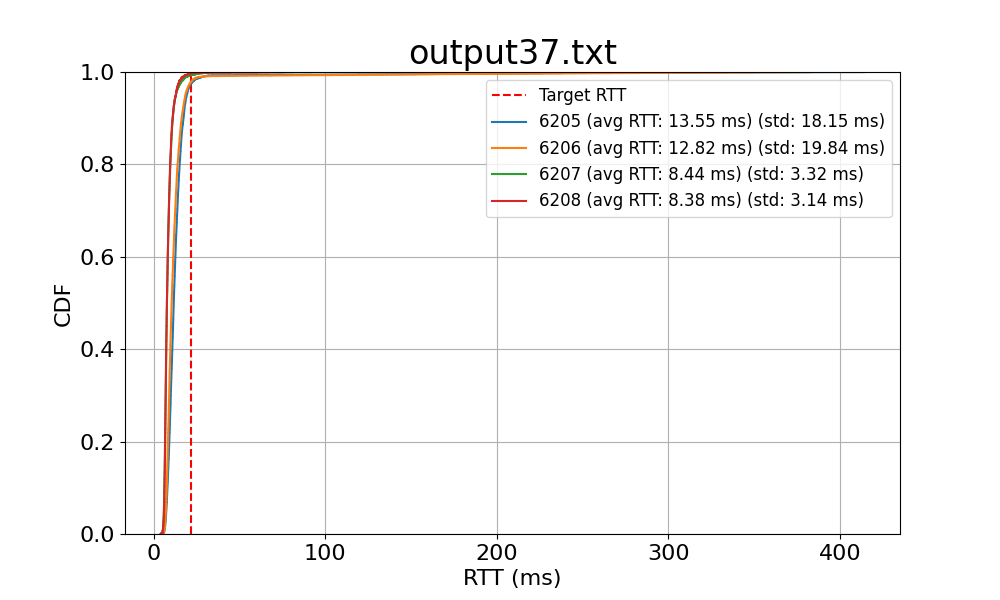 output37.txt
1.0
0.8
0.6
0.4
0.2
0.0
CDF
Target RTT
6205 (avg RTT: 13.55 ms) (std: 18.15 ms)
6206 (avg RTT: 12.82 ms) (std: 19.84 ms)
6207 (avg RTT: 8.44 ms) (std: 3.32 ms)
6208 (avg RTT: 8.38 ms) (std: 3.14 ms)
0 100 200 300 400
RTT (ms)